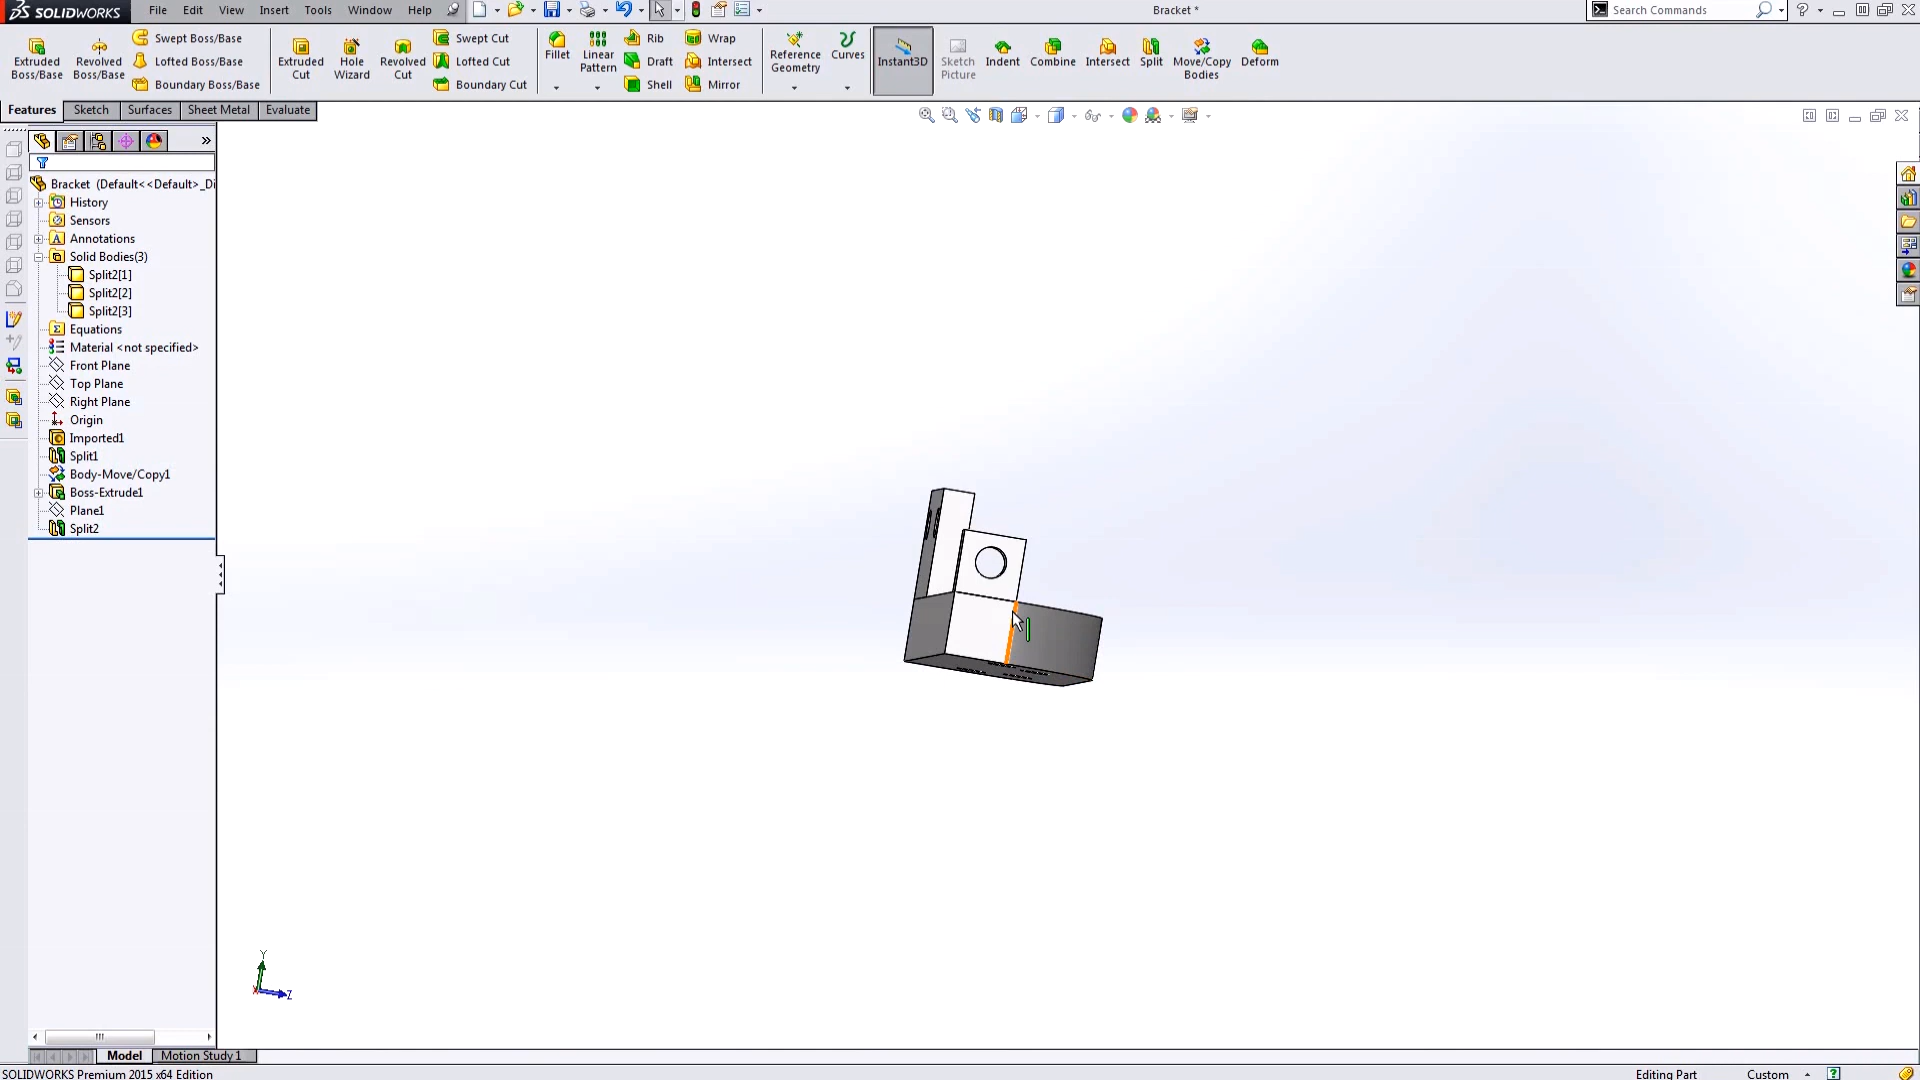 SOLIDWORKS File Edit View Insert Tools Window Help Bracket * Search Commands
Extruded Boss/Base
Revolved Boss/Base
Swept Boss/Base
Lofted Boss/Base
Boundary Boss/Base
Extruded Cut
Hole Wizard
Revolved Cut
Swept Cut
Lofted Cut
Boundary Cut
Fillet
Linear Pattern
Rib
Draft
Shell
Wrap
Intersect
Mirror
Reference Geometry
Curves
Instant3D
Sketch Picture
Indent
Combine
Intersect
Split
Move/Copy Bodies
Deform
Features Sketch Surfaces Sheet Metal Evaluate
Bracket (Default<<Default>_Di
History
Sensors
Annotations
Solid Bodies(3)
Split2[1]
Split2[2]
Split2[3]
Equations
Material <not specified>
Front Plane
Top Plane
Right Plane
Origin
Imported1
Split1
Body-Move/Copy1
Boss-Extrude1
Plane1
Split2
Y
X
Z
Model Motion Study 1
SOLIDWORKS Premium 2015 x64 Edition Editing Part Custom